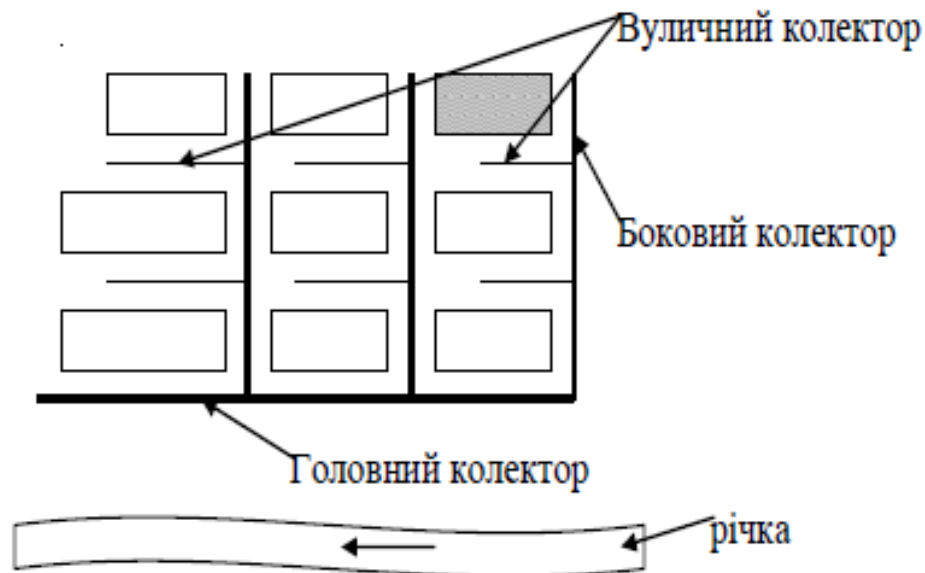 Вуличний колектор
Боковий колектор
Головний колектор
річка